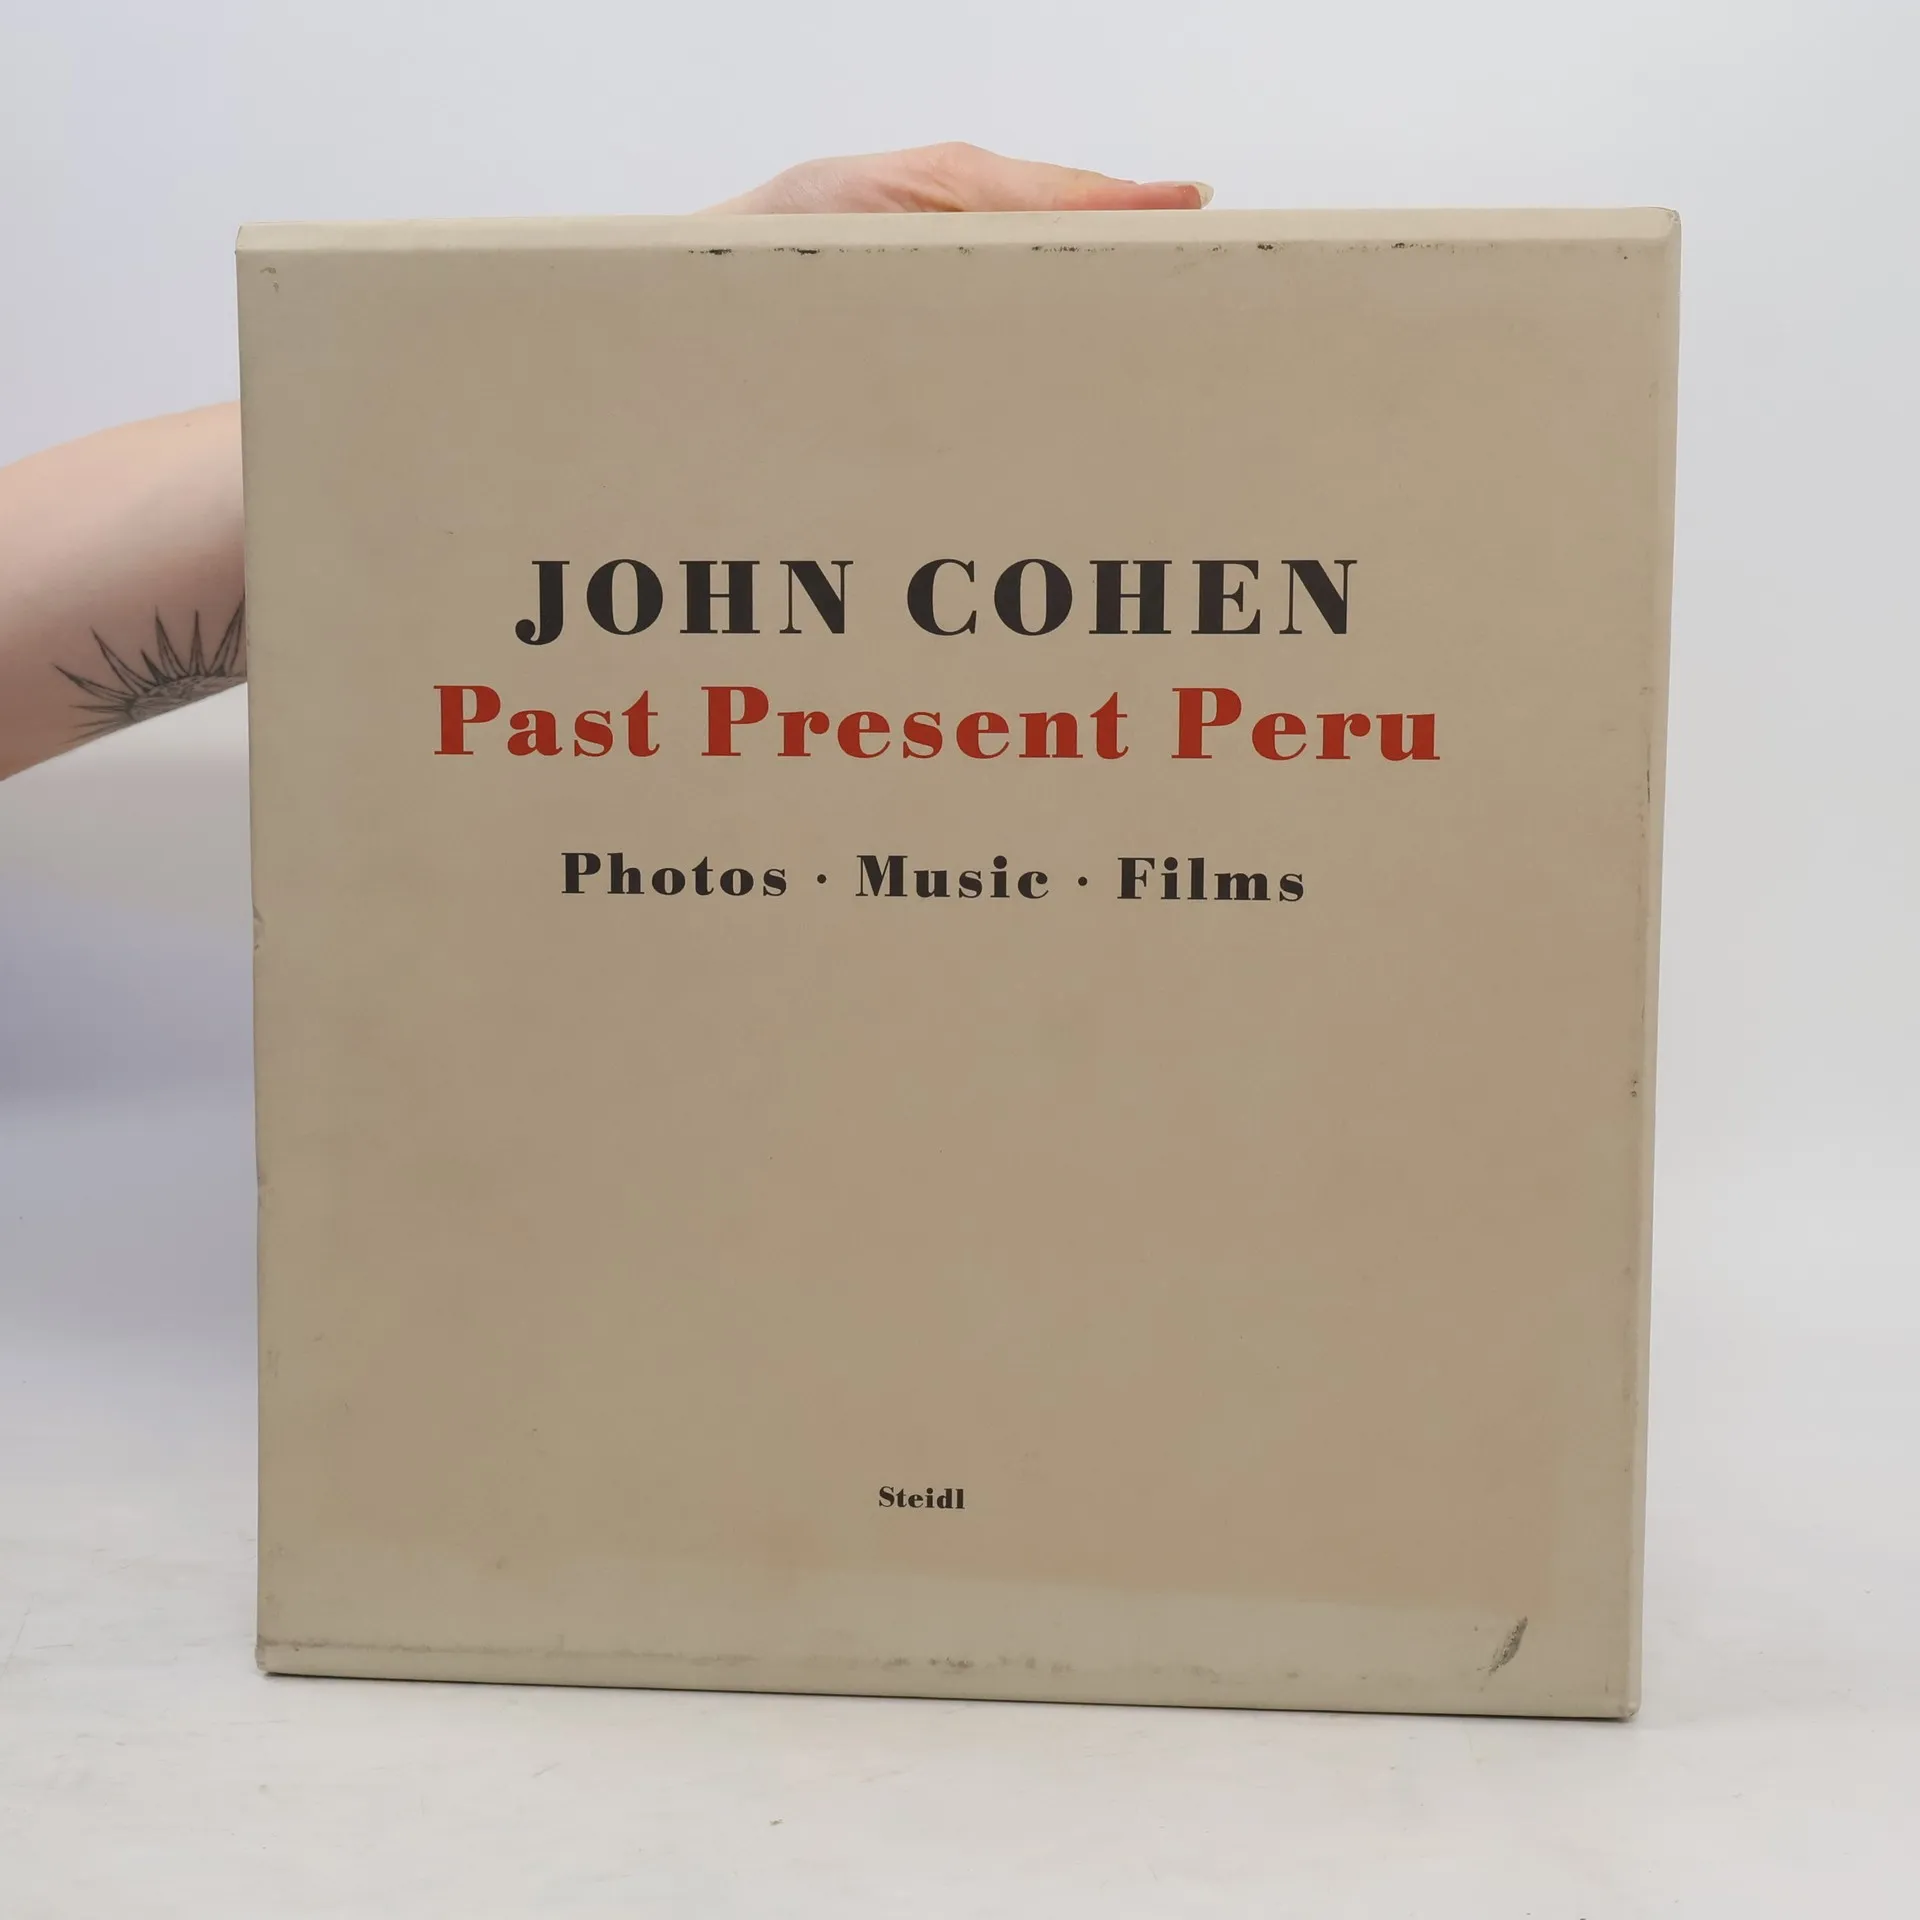 JOHN COHEN
Past Present Peru
Photos · Music · Films
Steidl